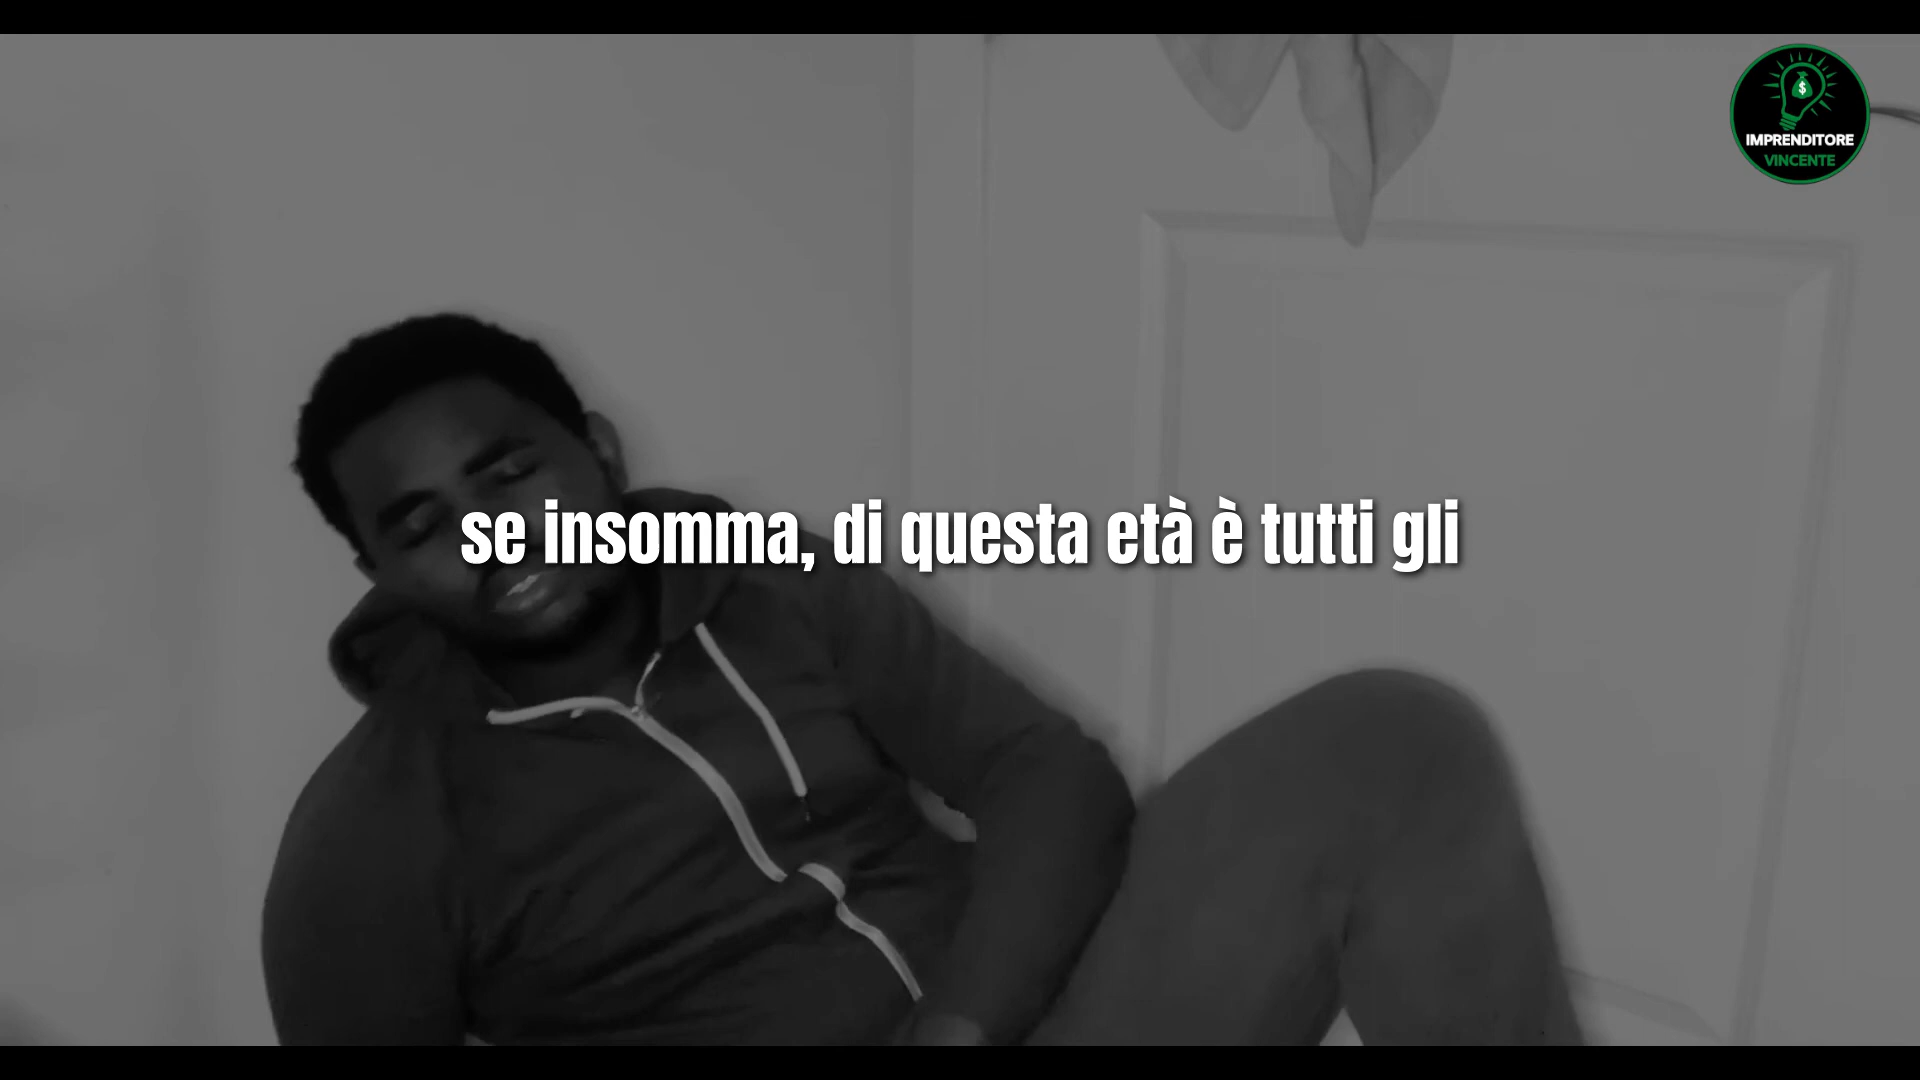 $
IMPRENDITORE
VINCENTE
se insomma, di questa età è tutti gli